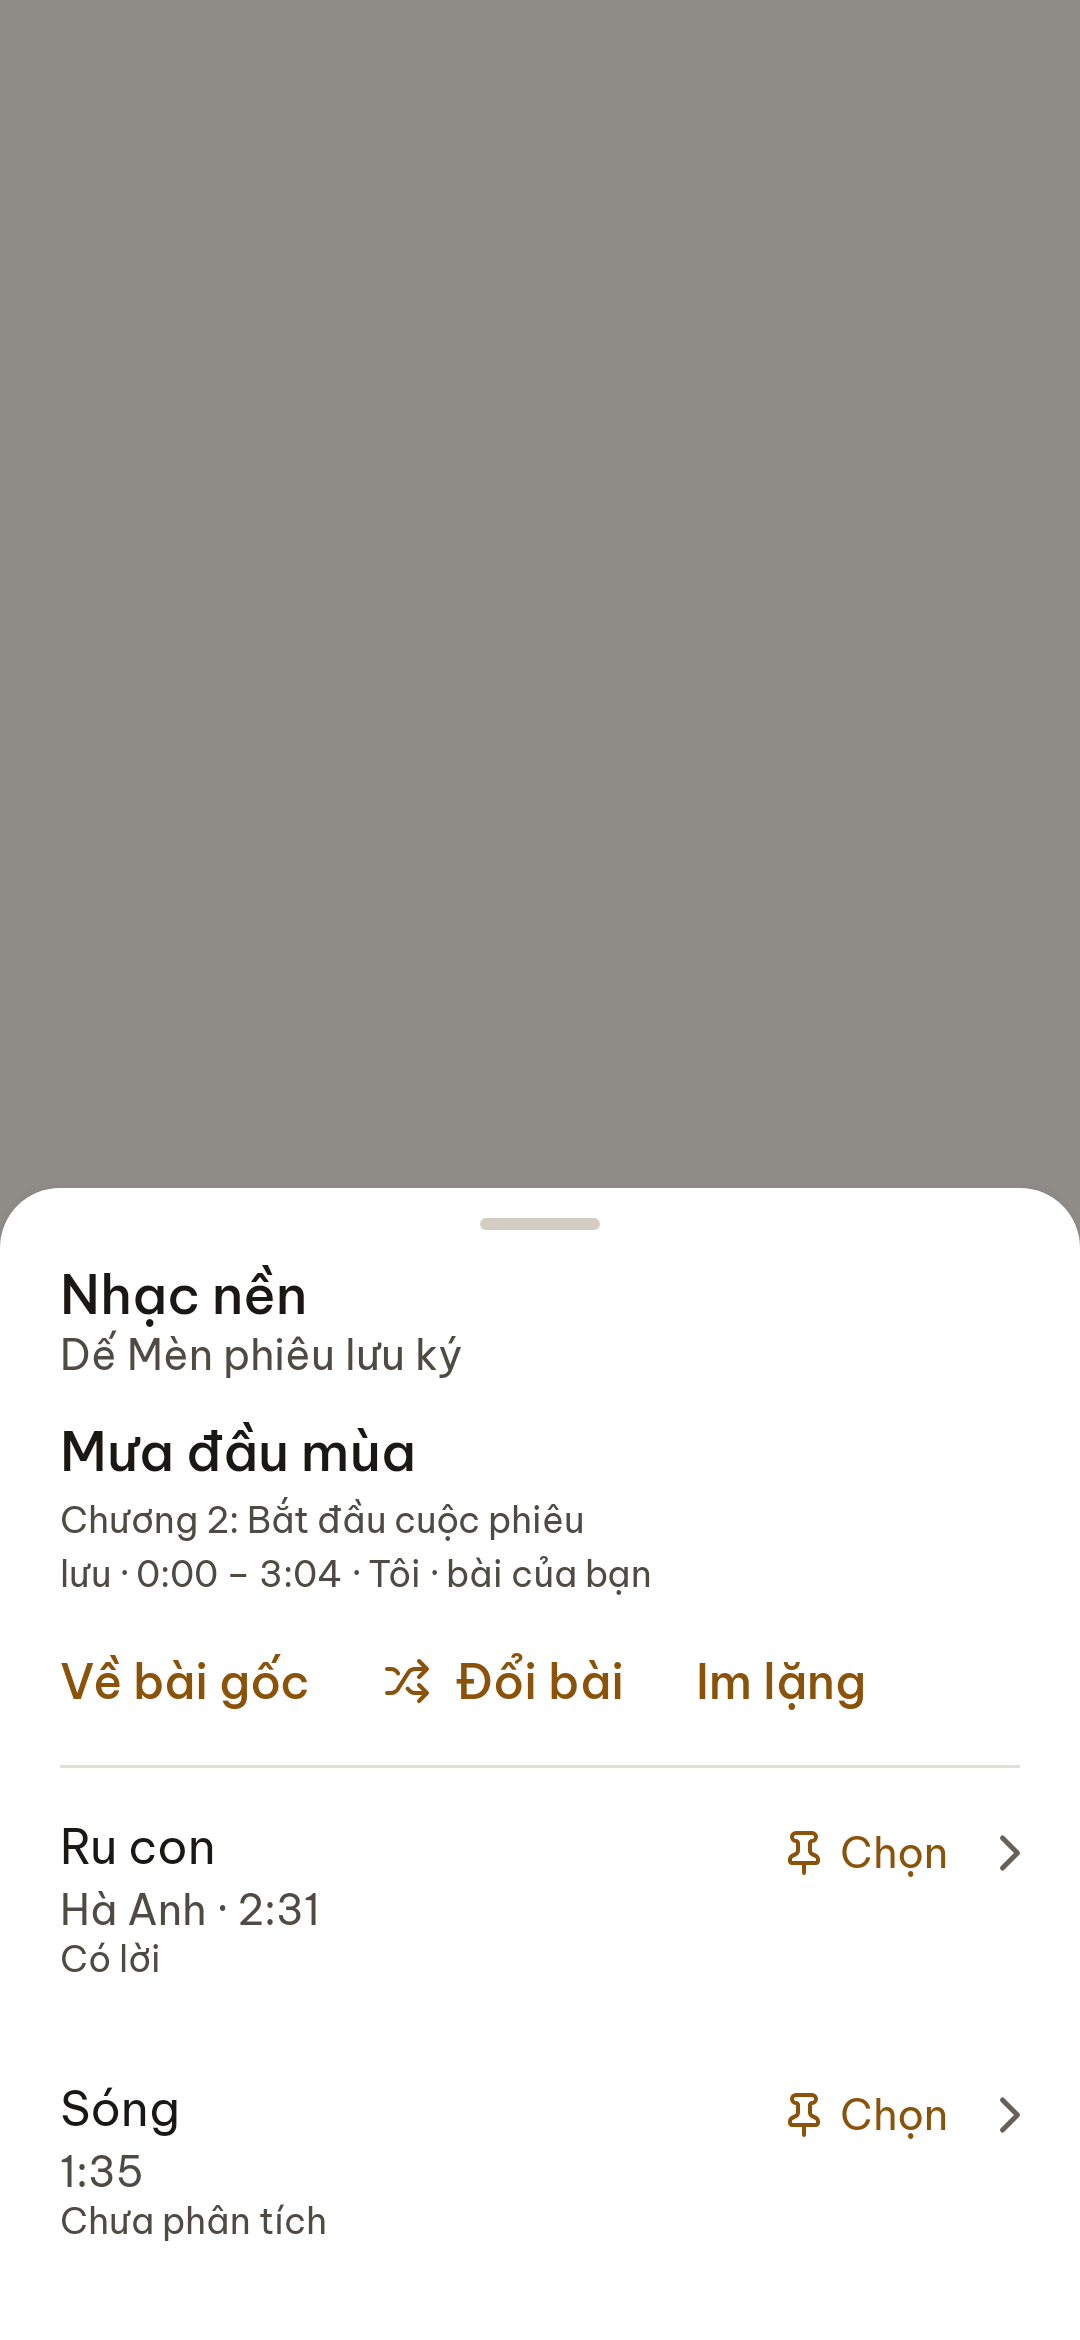 Nhạc nền
Dế Mèn phiêu lưu ký
Mưa đầu mùa
Chương 2: Bắt đầu cuộc phiêu
lưu · 0:00 – 3:04 · Tôi · bài của bạn
Về bài gốc Đổi bài Im lặng
Ru con Chọn
Hà Anh · 2:31
Có lời
Sóng Chọn
1:35
Chưa phân tích